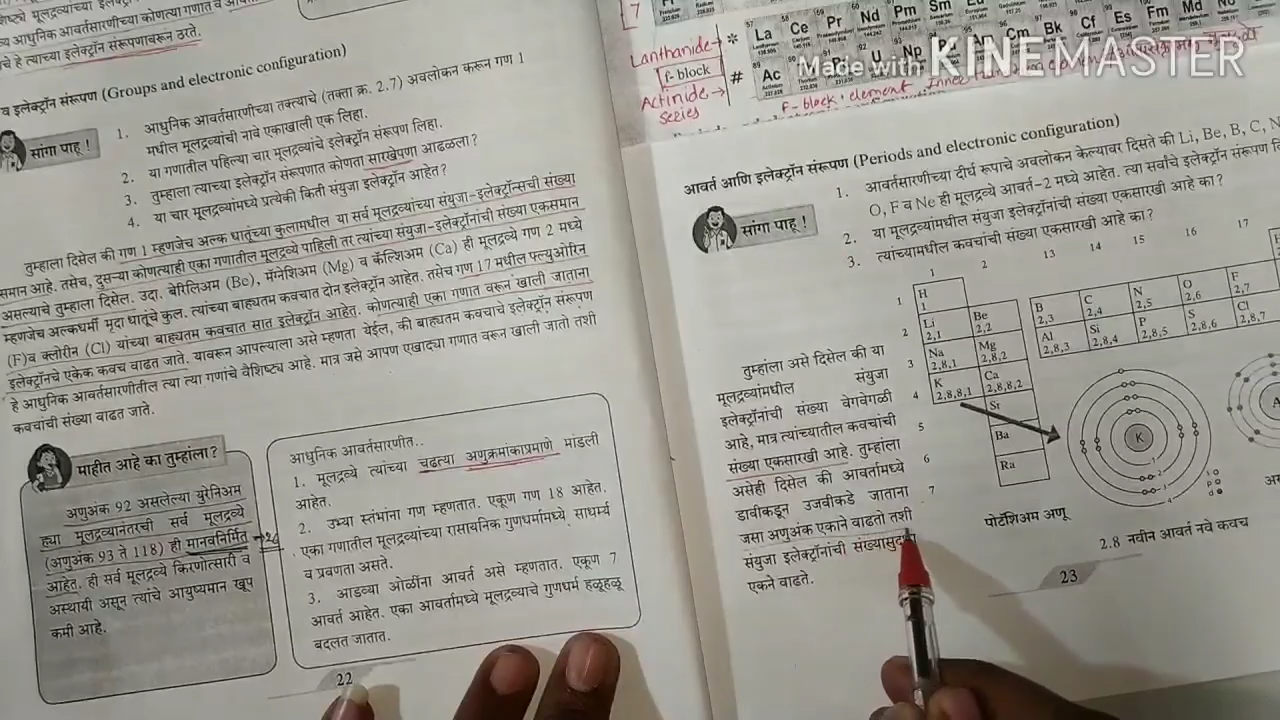 चे हे त्याच्या इलेक्ट्रॉन संरूपणावरून ठरते.
व इलेक्ट्रॉन संरूपण (Groups and electronic configuration)
सांगा पाहू !
1. आधुनिक आवर्तसारणीच्या तक्त्याचे (तक्ता क्र. 2.7) अवलोकन करून गण 1
मधील मूलद्रव्यांची नावे एकाखाली एक लिहा.
2. या गणातील पहिल्या चार मूलद्रव्यांचे इलेक्ट्रॉन संरूपण लिहा.
3. तुम्हाला त्याच्या इलेक्ट्रॉन संरूपणात कोणता सारखेपणा आढळला?
4. या चार मूलद्रव्यांमध्ये प्रत्येकी किती संयुजा इलेक्ट्रॉन आहेत?
तुम्हाला दिसेल की गण 1 म्हणजेच अल्क धातूंच्या कुलामधील या सर्व मूलद्रव्यांच्या संयुजा-इलेक्ट्रॉन्सची संख्या
समान आहे. तसेच, दुसऱ्या कोणत्याही एका गणातील मूलद्रव्ये पाहिली तर त्यांच्या संयुजा-इलेक्ट्रॉनांची संख्या एकसमान
असल्याचे तुम्हाला दिसेल. उदा. बेरिलिअम (Be), मॅग्नेशिअम (Mg) व कॅल्शिअम (Ca) ही मूलद्रव्ये गण 2 मध्ये
म्हणजेच अल्कधर्मी मृदा धातूंचे कुल. त्यांच्या बाह्यतम कवचात दोन इलेक्ट्रॉन आहेत. तसेच गण 17 मधील फ्ल्युओरिन
(F)व क्लोरीन (Cl) यांच्या बाह्यतम कवचात सात इलेक्ट्रॉन आहेत. कोणत्याही एका गणात वरून खाली जाताना
इलेक्ट्रॉनचे एकेक कवच वाढत जाते. यावरून आपल्याला असे म्हणता येईल, की बाह्यतम कवचाचे इलेक्ट्रॉन संरूपण
हे आधुनिक आवर्तसारणीतील त्या त्या गणांचे वैशिष्ट्य आहे. मात्र जसे आपण एखाद्या गणात वरून खाली जातो तशी
कवचांची संख्या वाढत जाते.
माहीत आहे का तुम्हांला?
अणुअंक 92 असलेल्या युरेनिअम
ह्या मूलद्रव्यानंतरची सर्व मूलद्रव्ये
(अणुअंक 93 ते 118) ही मानवनिर्मित
आहेत. ही सर्व मूलद्रव्ये किरणोत्सारी व
अस्थायी असून त्यांचे आयुष्यमान खूप
कमी आहे.
आधुनिक आवर्तसारणीत..
1. मूलद्रव्ये त्यांच्या चढत्या अणुक्रमांकाप्रमाणे मांडली
आहेत.
2. उभ्या स्तंभांना गण म्हणतात. एकूण गण 18 आहेत.
एका गणातील मूलद्रव्यांच्या रासायनिक गुणधर्मामध्ये साधर्म्य
व प्रवणता असते.
3. आडव्या ओळींना आवर्त असे म्हणतात. एकूण 7
आवर्त आहेत. एका आवर्तामध्ये मूलद्रव्याचे गुणधर्म हळूहळू
बदलत जातात.
22
7
Lanthanide
f-block
Actinide
series
* La Ce Pr Nd Pm Sm Eu
# Ac U Np Cm Bk Cf Es Fm Md No
f-block element
Made with KINEMASTER
आवर्त आणि इलेक्ट्रॉन संरूपण (Periods and electronic configuration)
सांगा पाहू !
1. आवर्तसारणीच्या दीर्घ रूपाचे अवलोकन केल्यावर दिसते की Li, Be, B, C, N
O, F व Ne ही मूलद्रव्ये आवर्त-2 मध्ये आहेत. त्या सर्वांचे इलेक्ट्रॉन संरूपण
2. या मूलद्रव्यांमधील संयुजा इलेक्ट्रॉनांची संख्या एकसारखी आहे का?
3. त्यांच्यामधील कवचांची संख्या एकसारखी आहे का?
1 2 13 14 15 16 17
1 H 1
2 Li 2,1 Be 2,2 B 2,3 C 2,4 N 2,5 O 2,6 F 2,7
3 Na 2,8,1 Mg 2,8,2 Al 2,8,3 Si 2,8,4 P 2,8,5 S 2,8,6 Cl 2,8,7
4 K 2,8,8,1 Ca 2,8,8,2
5 Sr
6 Ba
7 Ra
K
तुम्हांला असे दिसेल की या
मूलद्रव्यांमधील संयुजा
इलेक्ट्रॉनांची संख्या वेगवेगळी
आहे, मात्र त्यांच्यातील कवचांची
संख्या एकसारखी आहे. तुम्हांला
असेही दिसेल की आवर्तामध्ये
डावीकडून उजवीकडे जाताना
जसा अणुअंक एकाने वाढतो तशी
संयुजा इलेक्ट्रॉनांची संख्यासुद्धा
एकने वाढते.
पोटॅशिअम अणू
2.8 नवीन आवर्त नवे कवच
23